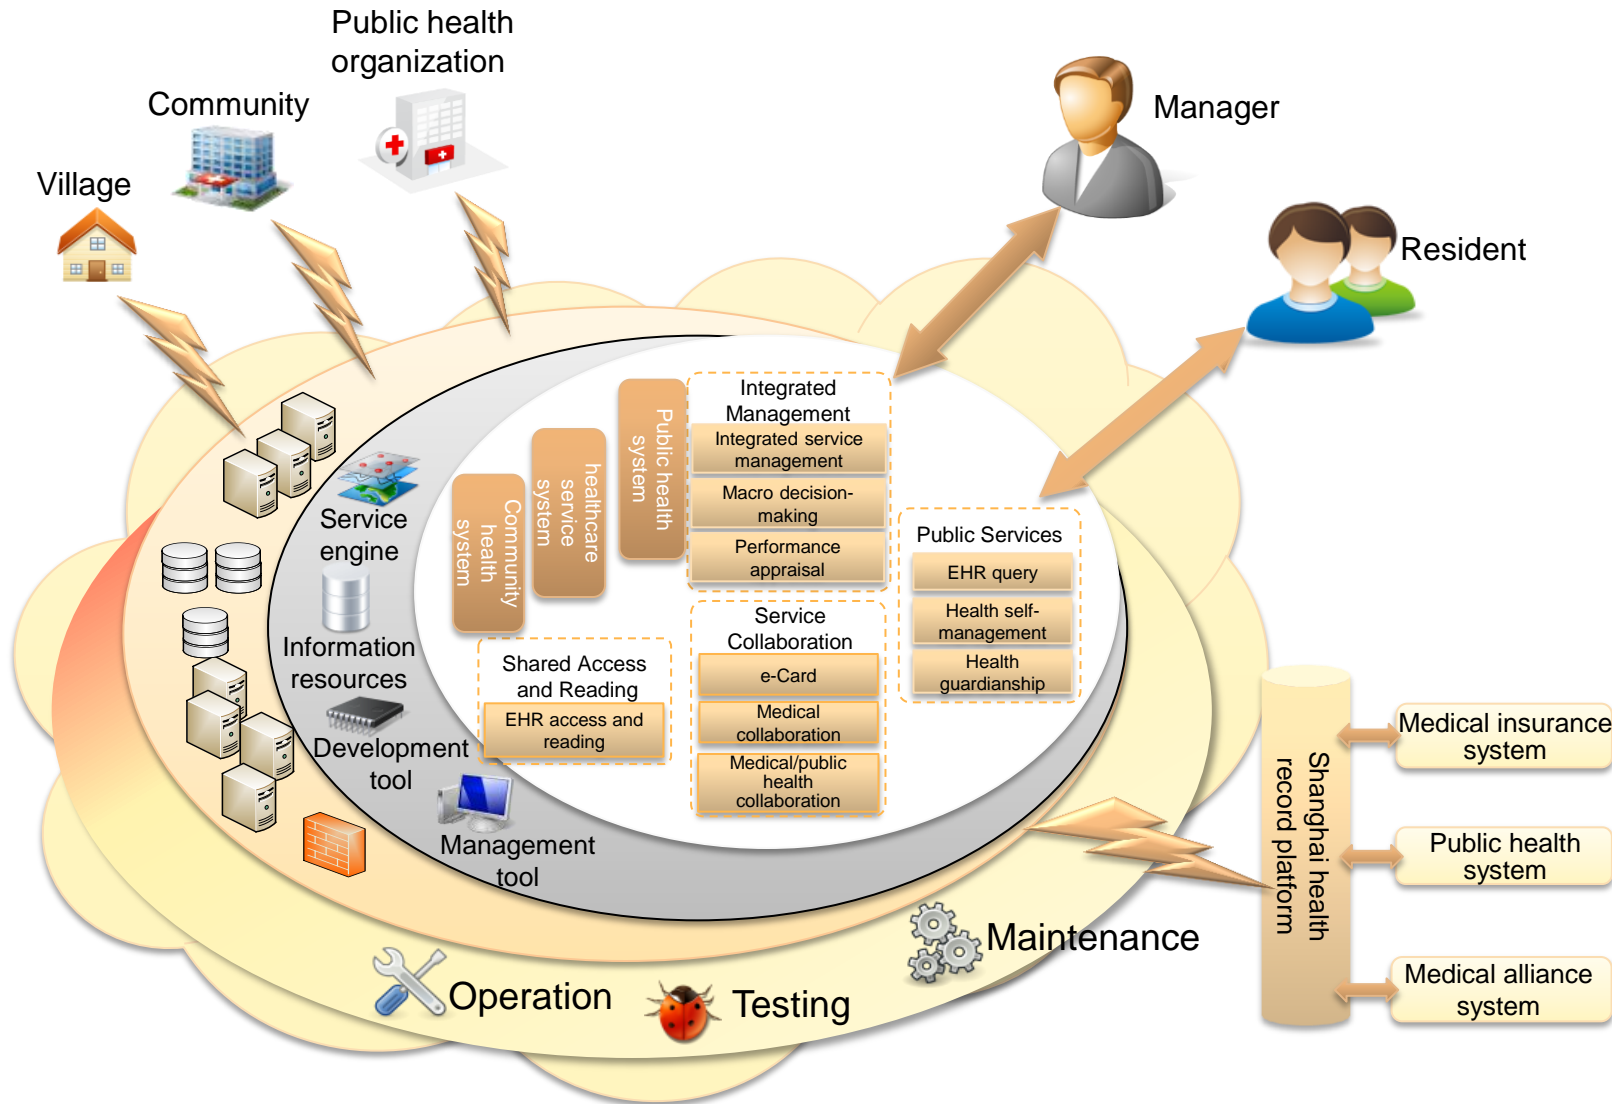 Public health
organization
Community
Village
Manager
Resident
Integrated
Management
Integrated service
management
Macro decision-
making
Performance
appraisal
Public health
system
healthcare
service
system
Community
health
system
Service
engine
Information
resources
Development
tool
Management
tool
Public Services
EHR query
Health self-
management
Health
guardianship
Service
Collaboration
e-Card
Medical
collaboration
Medical/public
health
collaboration
Shared Access
and Reading
EHR access and
reading
Shanghai health
record platform
Medical insurance
system
Public health
system
Medical alliance
system
Maintenance
Operation
Testing